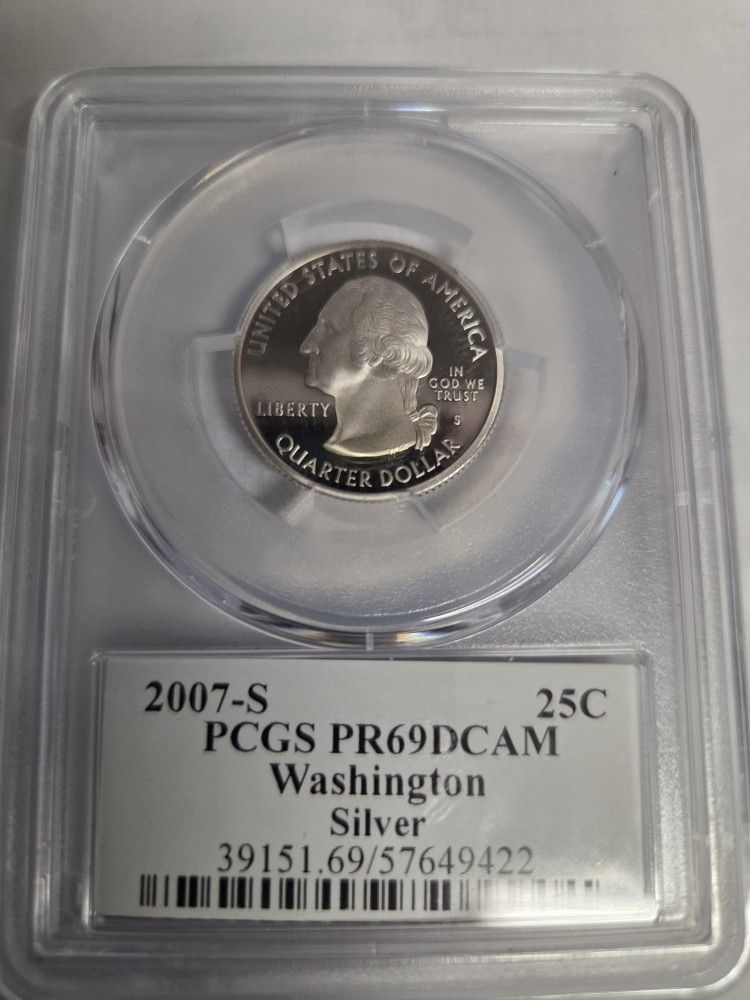 UNITED STATES OF AMERICA
IN
GOD WE
TRUST
LIBERTY
S
QUARTER DOLLAR
2007-S 25C
PCGS PR69DCAM
Washington
Silver
39151.69/57649422